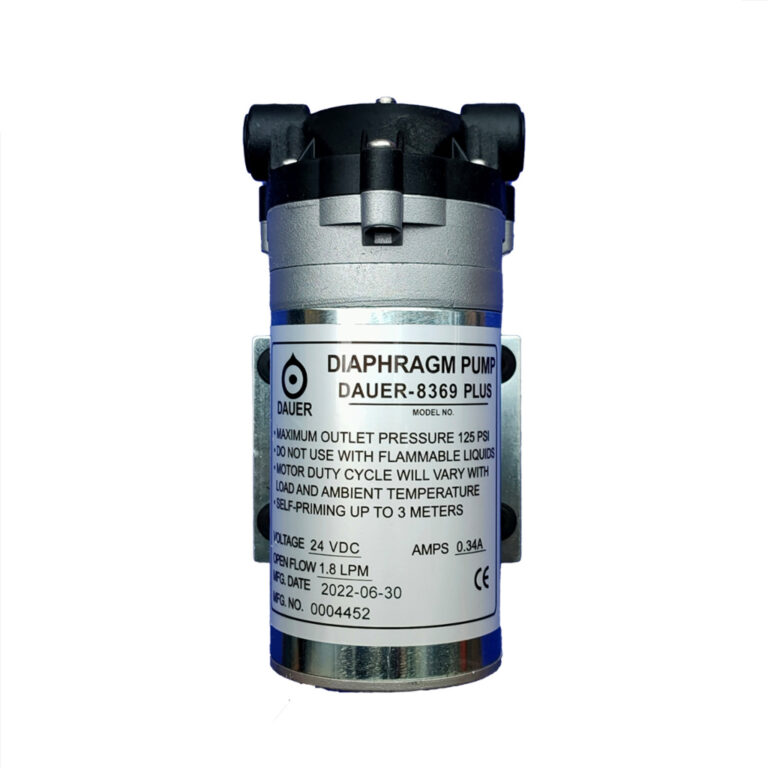 DAUER
DIAPHRAGM PUMP
DAUER-8369 PLUS
MODEL NO.
• MAXIMUM OUTLET PRESSURE 125 PSI
• DO NOT USE WITH FLAMMABLE LIQUIDS
• MOTOR DUTY CYCLE WILL VARY WITH
LOAD AND AMBIENT TEMPERATURE
• SELF-PRIMING UP TO 3 METERS
VOLTAGE 24 VDC AMPS 0.34A
OPEN FLOW 1.8 LPM
MFG. DATE 2022-06-30
MFG. NO. 0004452
CE